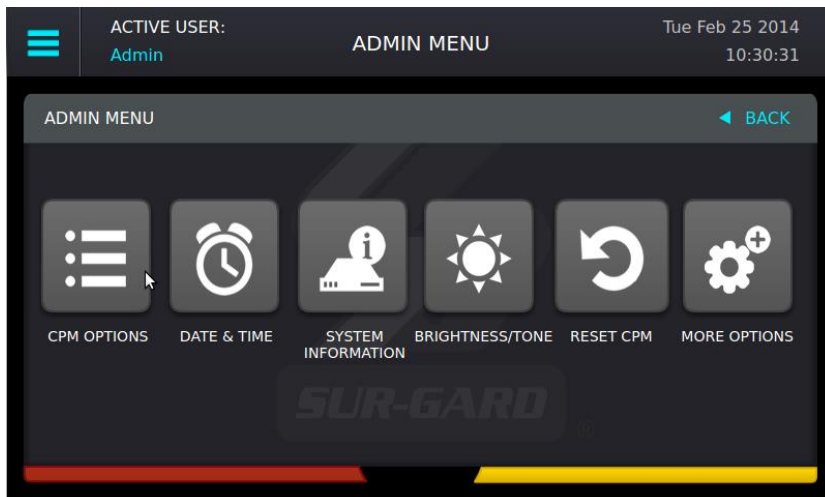 ACTIVE USER:
Admin
ADMIN MENU
Tue Feb 25 2014
10:30:31
ADMIN MENU
BACK
CPM OPTIONS
DATE & TIME
SYSTEM
INFORMATION
BRIGHTNESS/TONE
RESET CPM
MORE OPTIONS
SUR-GARD
®